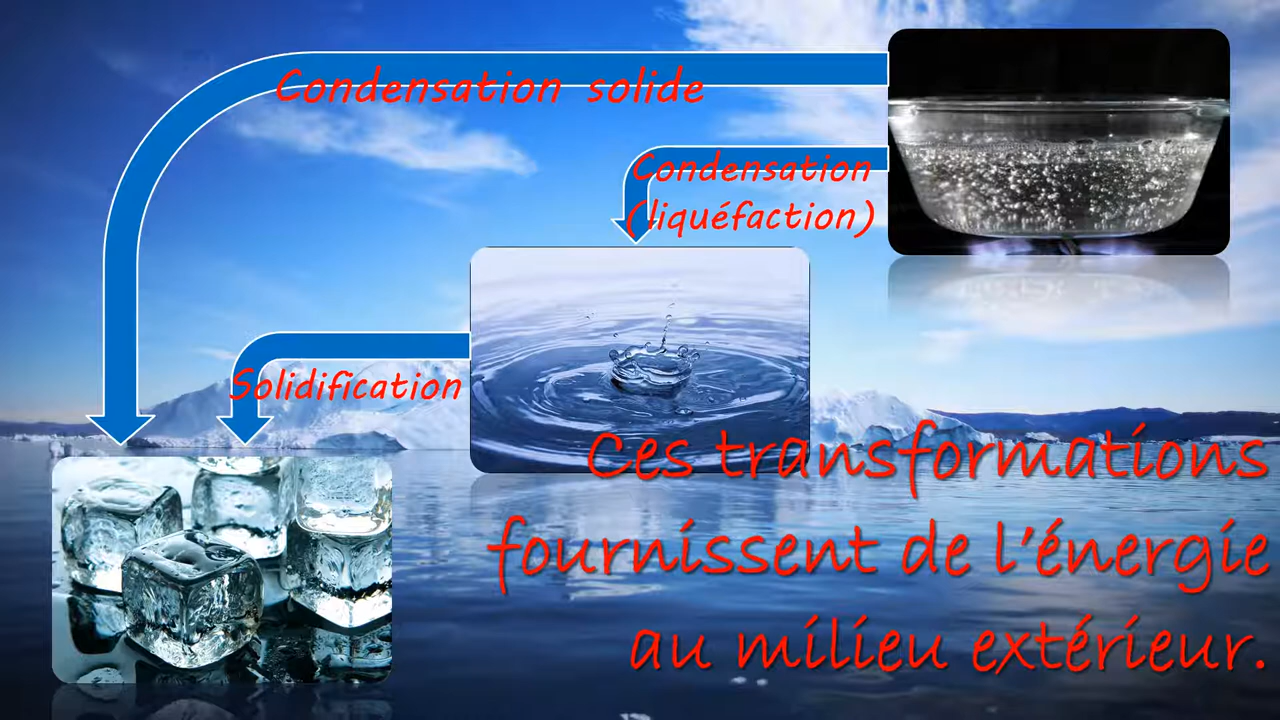 Condensation solide
Condensation
(liquéfaction)
Solidification
Ces transformations
fournissent de l’énergie
au milieu extérieur.